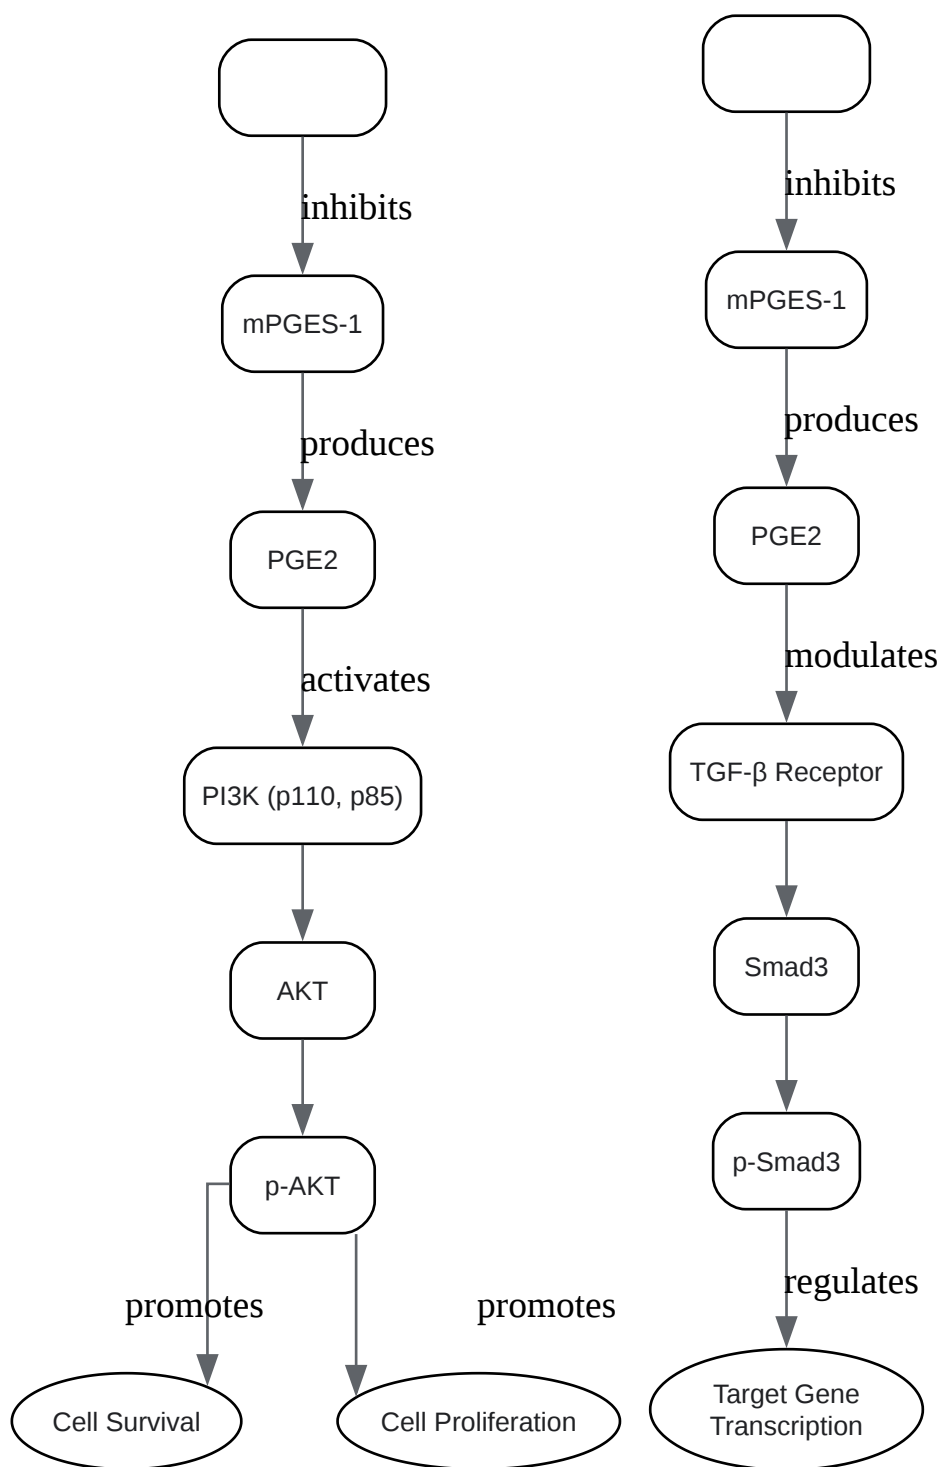 inhibits
mPGES-1
produces
PGE2
activates
PI3K (p110, p85)
AKT
p-AKT
promotes
promotes
Cell Survival
Cell Proliferation
inhibits
mPGES-1
produces
PGE2
modulates
TGF-β Receptor
Smad3
p-Smad3
regulates
Target Gene
Transcription